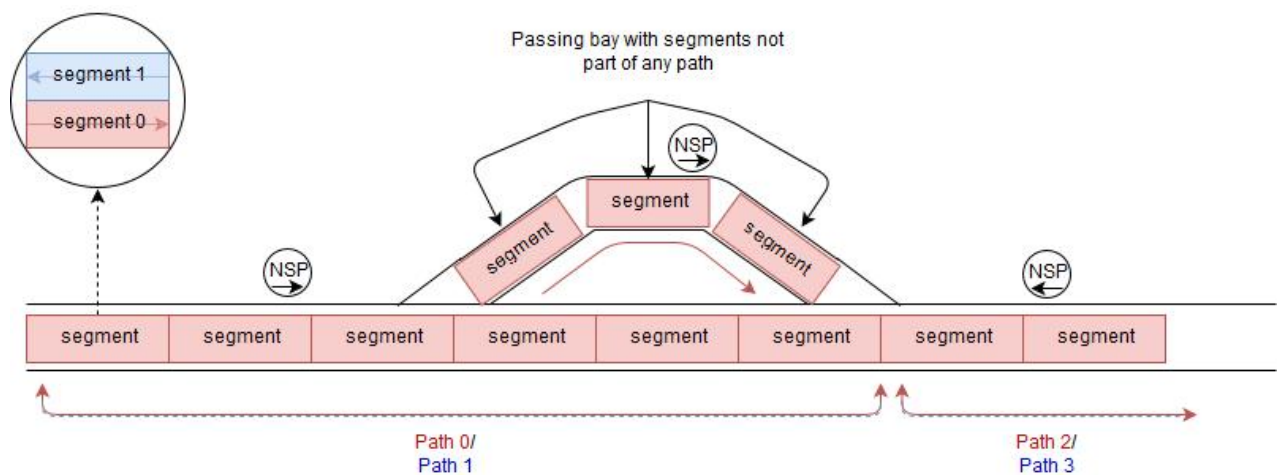 segment 1
segment 0
Passing bay with segments not
part of any path
NSP
segment
segment
segment
NSP
NSP
segment
segment
segment
segment
segment
segment
segment
segment
Path 0/
Path 1
Path 2/
Path 3